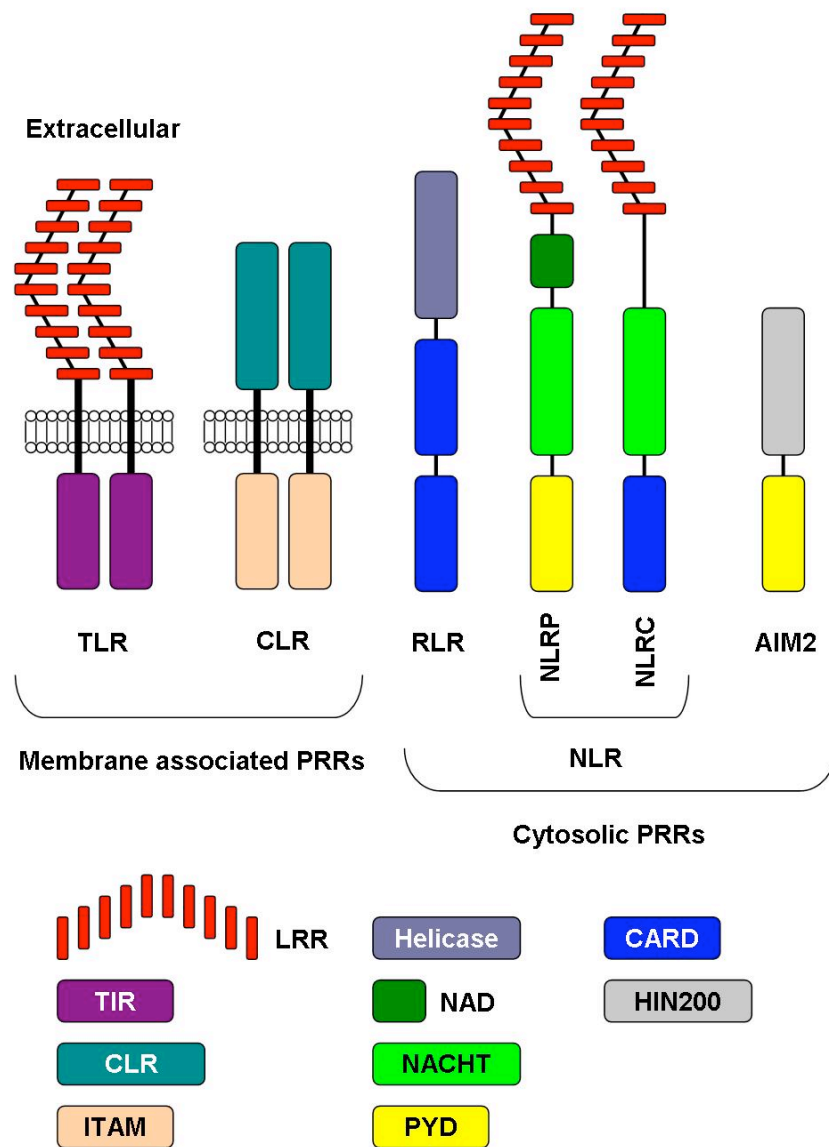 Extracellular
TLR
CLR
RLR
NLRP
NLRC
AIM2
Membrane associated PRRs
NLR
Cytosolic PRRs
LRR
Helicase
CARD
TIR
NAD
HIN200
CLR
NACHT
ITAM
PYD